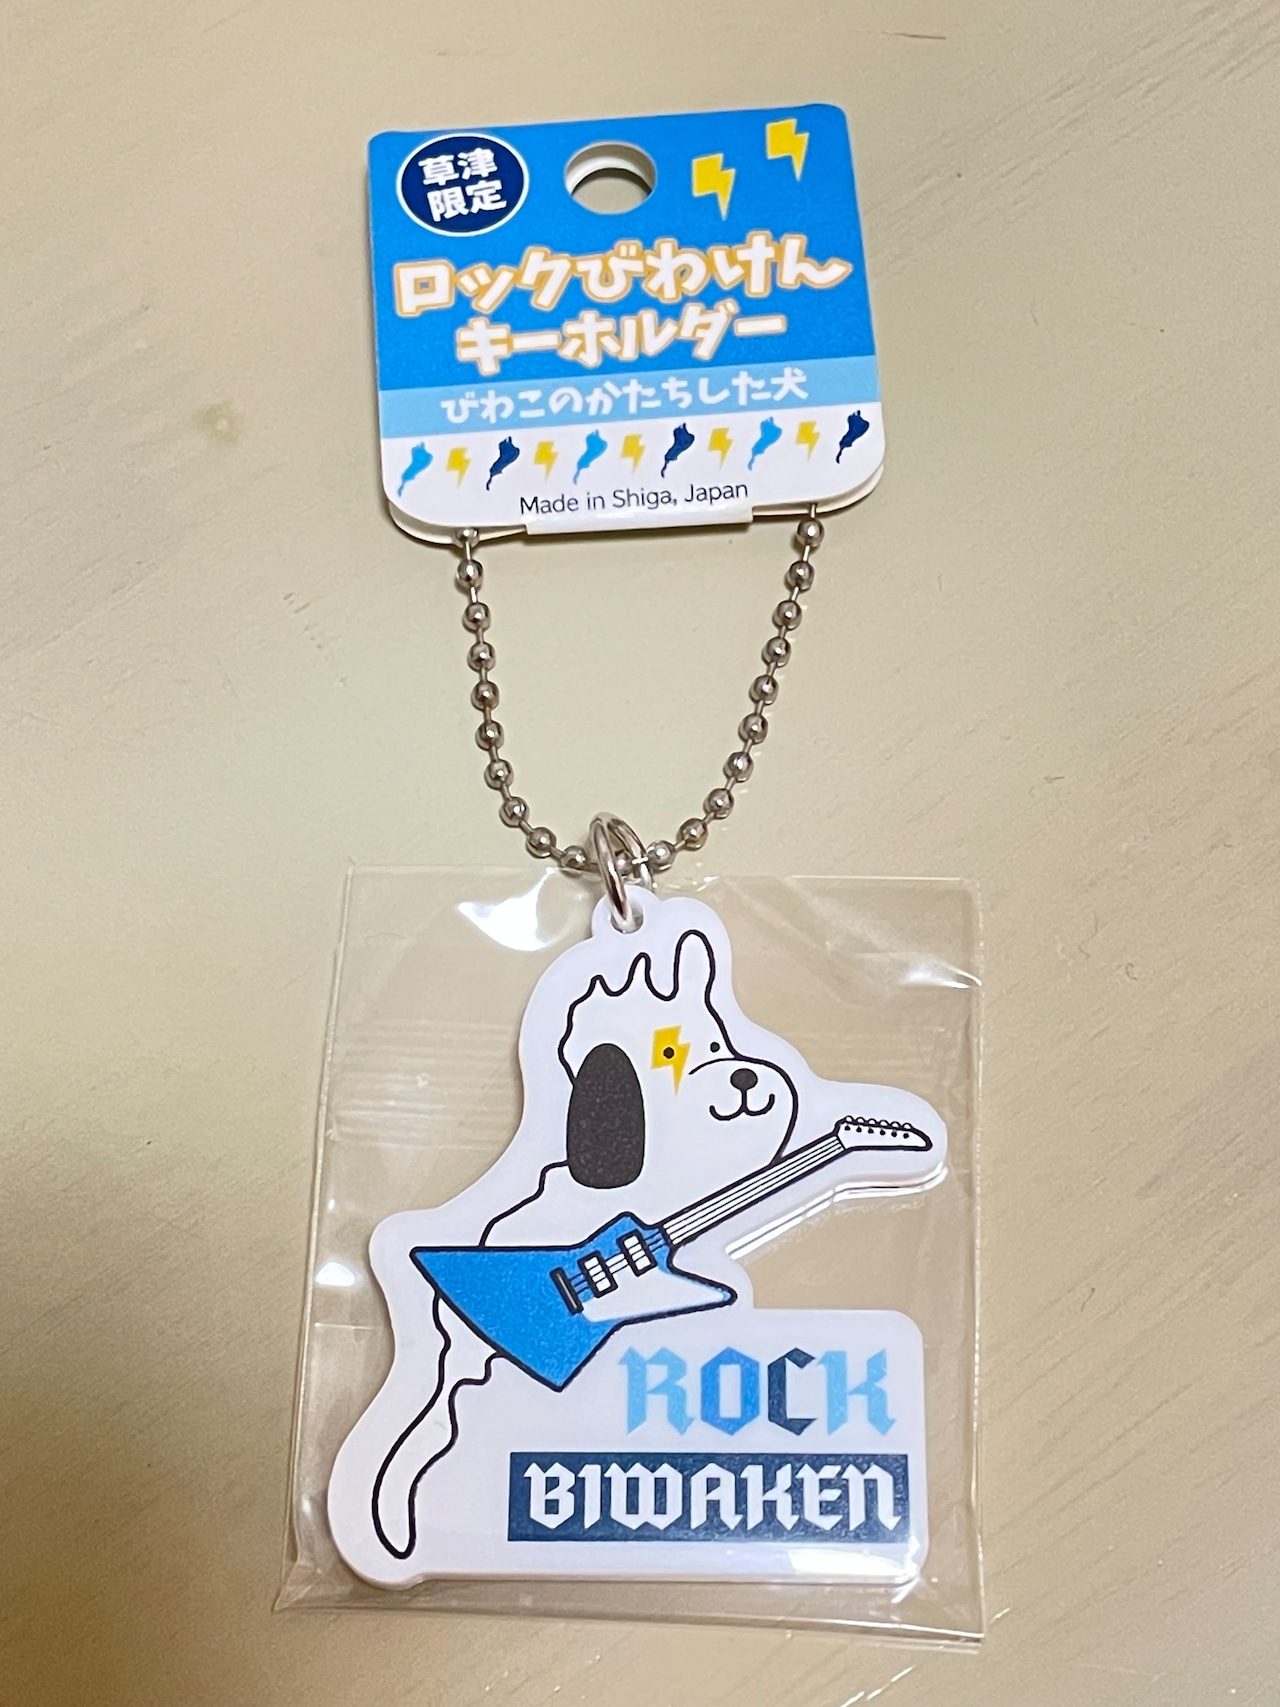 草津
限定
ロックびわけん
キーホルダー
びわこのかたちした犬
Made in Shiga, Japan
ROCK
BIWAKEN